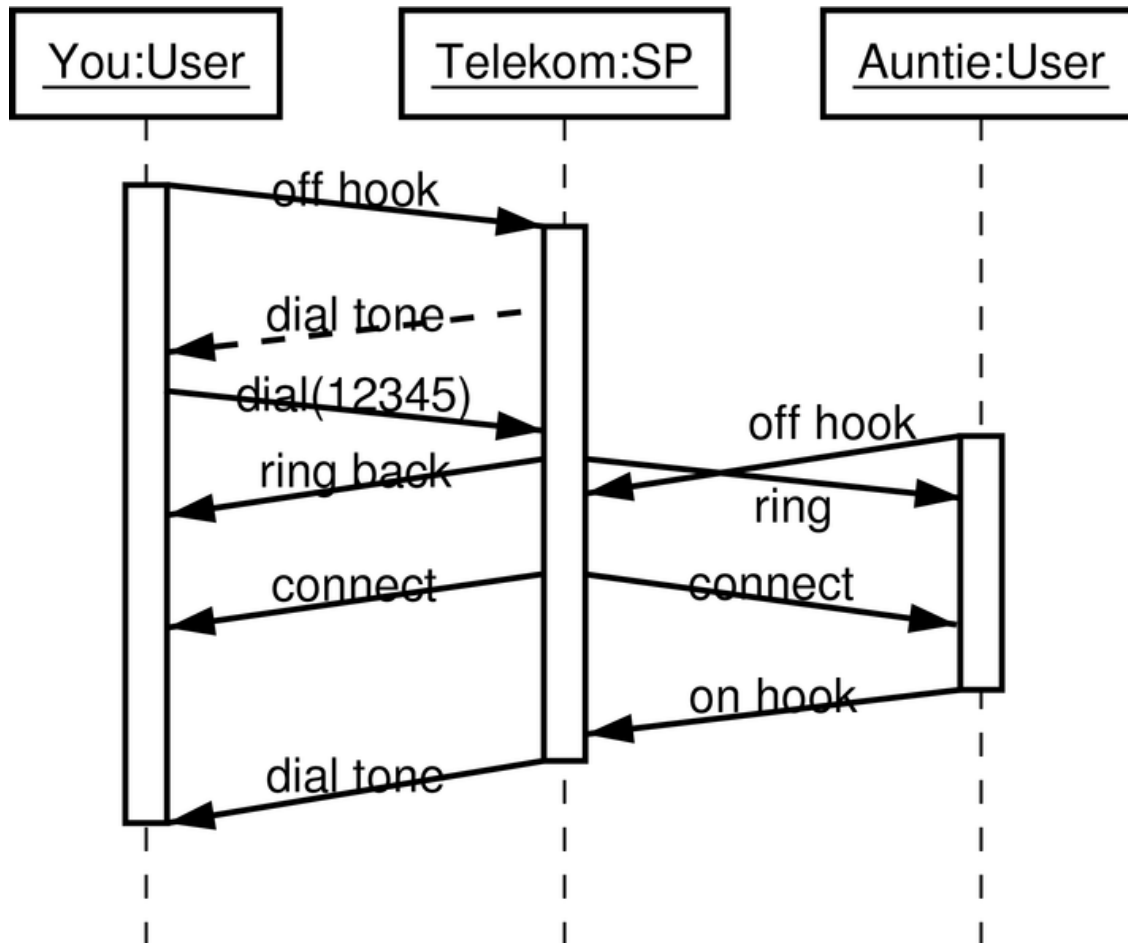 You:User
Telekom:SP
Auntie:User
off hook
dial tone
dial(12345)
off hook
ring back
ring
connect
connect
on hook
dial tone